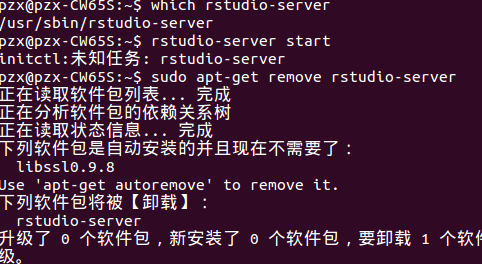 pzx@pzx-CW65S:~$ which rstudio-server
/usr/sbin/rstudio-server
pzx@pzx-CW65S:~$ rstudio-server start
initctl:未知任务: rstudio-server
pzx@pzx-CW65S:~$ sudo apt-get remove rstudio-server
正在读取软件包列表... 完成
正在分析软件包的依赖关系树
正在读取状态信息... 完成
下列软件包是自动安装的并且现在不需要了：
  libssl0.9.8
Use 'apt-get autoremove' to remove it.
下列软件包将被【卸载】：
  rstudio-server
升级了 0 个软件包，新安装了 0 个软件包，要卸载 1 个软件
级。